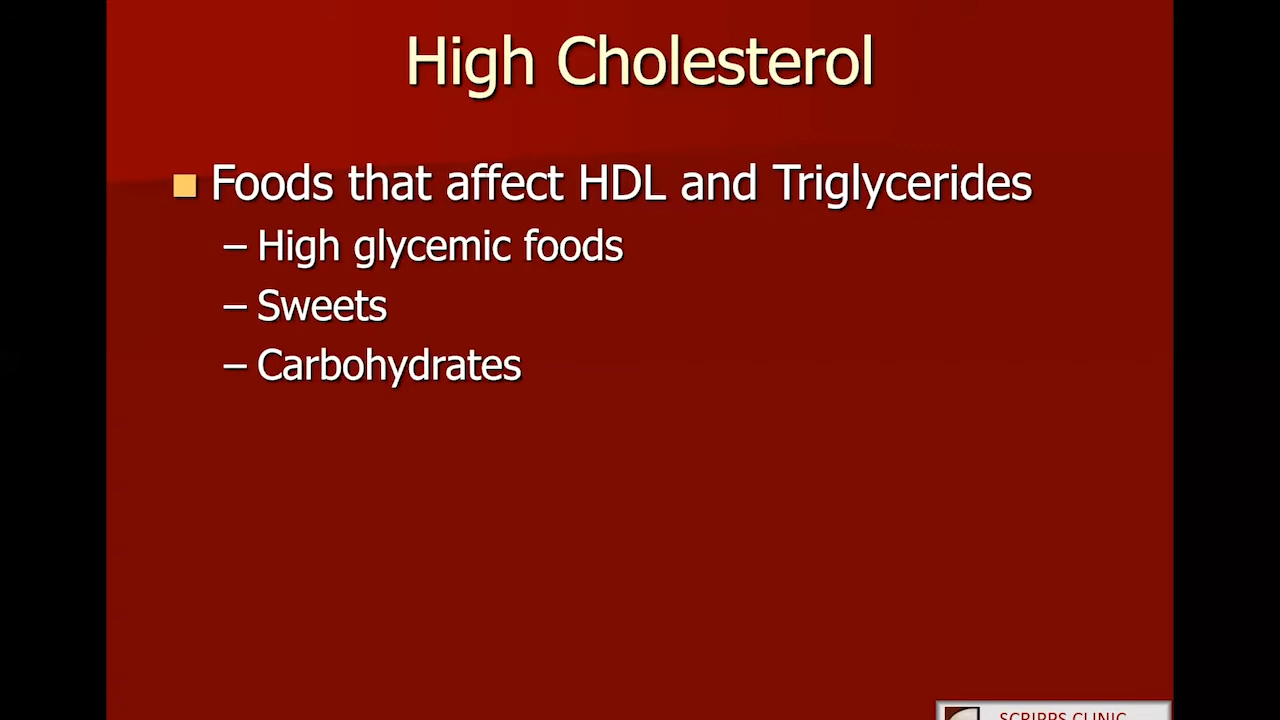 High Cholesterol
■ Foods that affect HDL and Triglycerides
– High glycemic foods
– Sweets
– Carbohydrates
SCRIPPS CLINIC